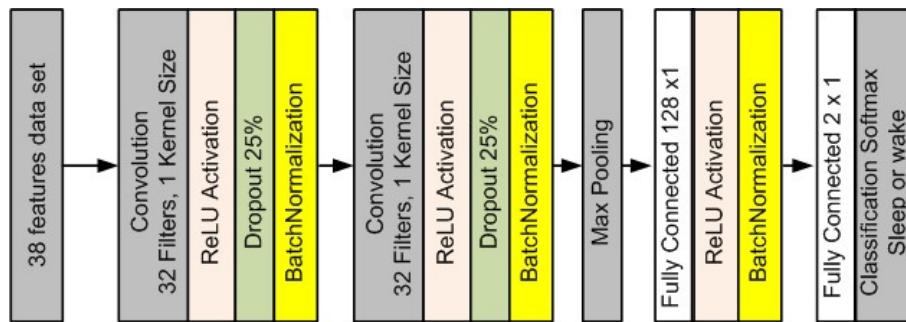 38 features data set
Convolution
32 Filters, 1 Kernel Size
ReLU Activation
Dropout 25%
BatchNormalization
Convolution
32 Filters, 1 Kernel Size
ReLU Activation
Dropout 25%
BatchNormalization
Max Pooling
Fully Connected 128 x1
ReLU Activation
BatchNormalization
Fully Connected 2 x 1
Classification Softmax
Sleep or wake